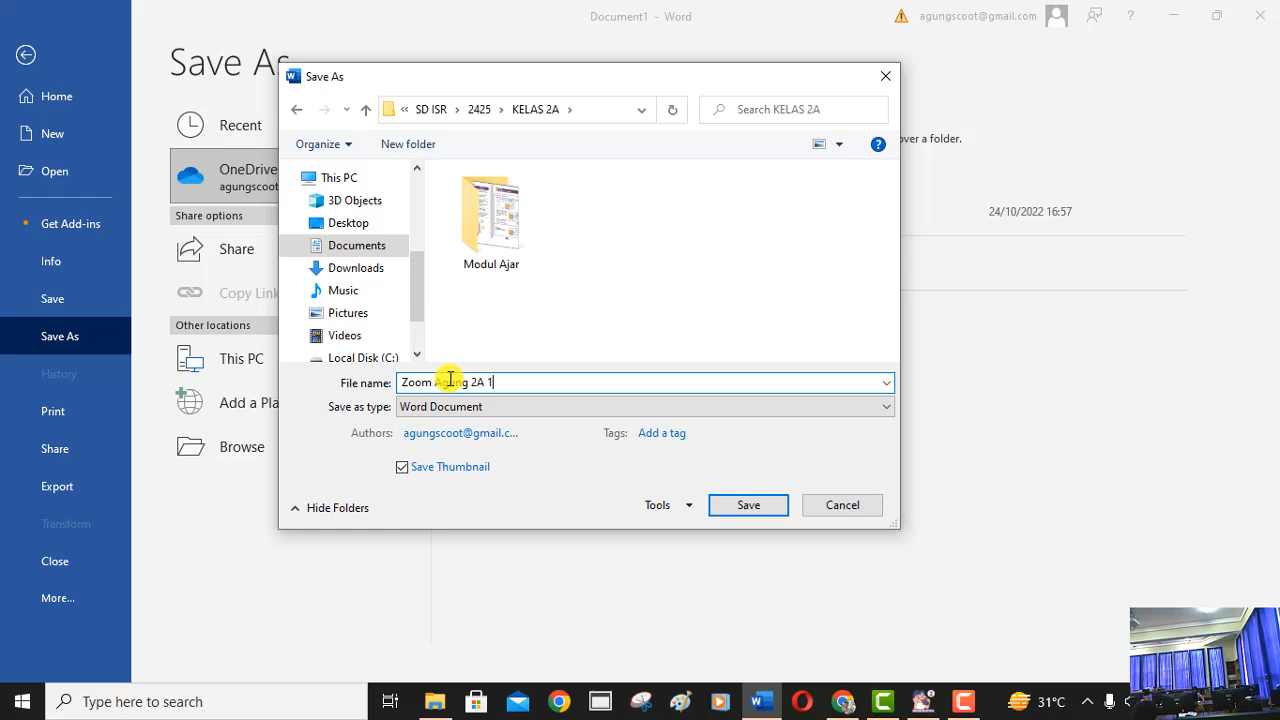 Document1 - Word
agungscoot@gmail.com
?
Save As
Home
New
Open
Get Add-ins
Info
Save
Save As
History
Print
Share
Export
Transform
Close
More...
Recent
OneDrive
agungscoot
Share options
Share
Copy Link
Other locations
This PC
Add a Pla
Browse
over a folder.
24/10/2022 16:57
Save As
« SD ISR › 2425 › KELAS 2A ›
Search KELAS 2A
Organize
New folder
?
This PC
3D Objects
Desktop
Documents
Downloads
Music
Pictures
Videos
Local Disk (C:)
Modul Ajar
File name: Zoom Agung 2A 1
Save as type: Word Document
Authors: agungscoot@gmail.c...
Tags: Add a tag
Save Thumbnail
Hide Folders
Tools
Save
Cancel
Type here to search
31°C